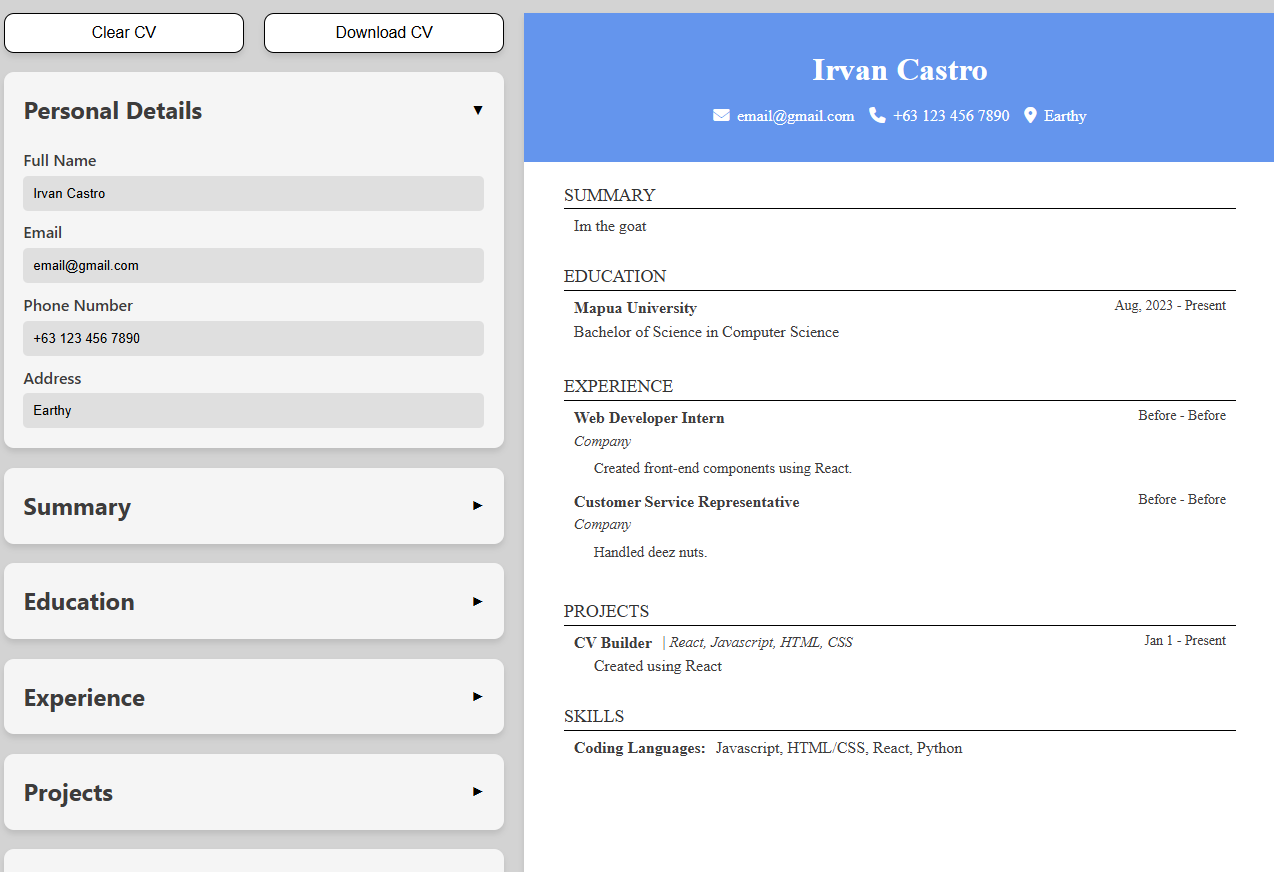 Clear CV
Download CV
Personal Details
Full Name
Irvan Castro
Email
email@gmail.com
Phone Number
+63 123 456 7890
Address
Earthy
Summary
Education
Experience
Projects
Irvan Castro
email@gmail.com +63 123 456 7890 Earthy
SUMMARY
Im the goat
EDUCATION
Mapua University Aug, 2023 - Present
Bachelor of Science in Computer Science
EXPERIENCE
Web Developer Intern Before - Before
Company
Created front-end components using React.
Customer Service Representative Before - Before
Company
Handled deez nuts.
PROJECTS
CV Builder | React, Javascript, HTML, CSS Jan 1 - Present
Created using React
SKILLS
Coding Languages: Javascript, HTML/CSS, React, Python